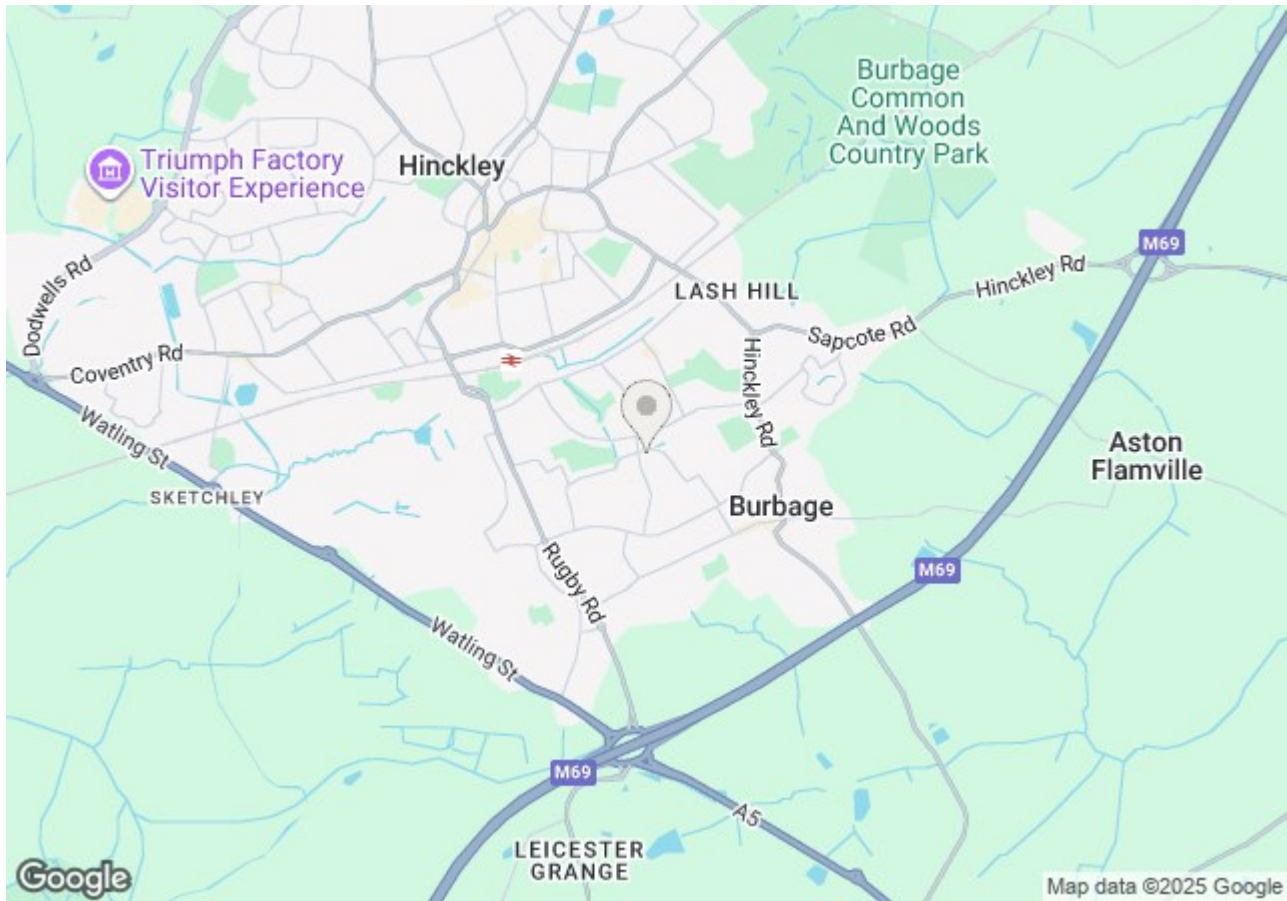 Burbage
Common
And Woods
Country Park
Triumph Factory
Visitor Experience
Hinckley
M69
Dodwells Rd
LASH HILL
Hinckley Rd
Sapcote Rd
Coventry Rd
Hinckley Rd
Watling St
Aston
Flamville
SKETCHLEY
Burbage
Rugby Rd
M69
Watling St
M69
A5
LEICESTER
GRANGE
Google
Map data ©2025 Google